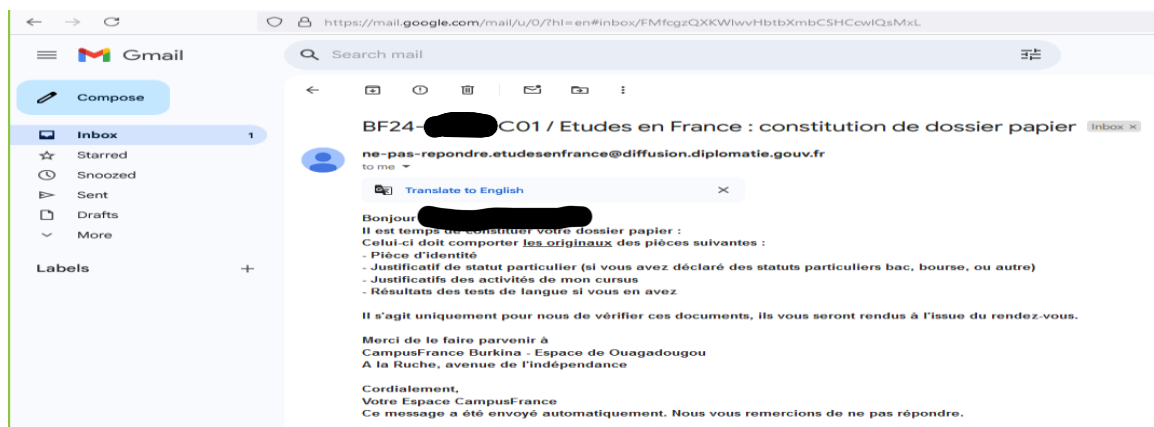 https://mail.google.com/mail/u/0/?hl=en#inbox/FMfcgzQXKWlwvHbtbXmbCSHCcwlQsMxL
Gmail
Search mail
Compose
Inbox 1
Starred
Snoozed
Sent
Drafts
More
Labels
BF24- C01 / Etudes en France : constitution de dossier papier Inbox ×
ne-pas-repondre.etudesenfrance@diffusion.diplomatie.gouv.fr
to me
Translate to English
Bonjour
Il est temps de constituer votre dossier papier :
Celui-ci doit comporter les originaux des pièces suivantes :
- Pièce d'identité
- Justificatif de statut particulier (si vous avez déclaré des statuts particuliers bac, bourse, ou autre)
- Justificatifs des activités de mon cursus
- Résultats des tests de langue si vous en avez
Il s'agit uniquement pour nous de vérifier ces documents, ils vous seront rendus à l'issue du rendez-vous.
Merci de le faire parvenir à
CampusFrance Burkina - Espace de Ouagadougou
A la Ruche, avenue de l'indépendance
Cordialement,
Votre Espace CampusFrance
Ce message a été envoyé automatiquement. Nous vous remercions de ne pas répondre.